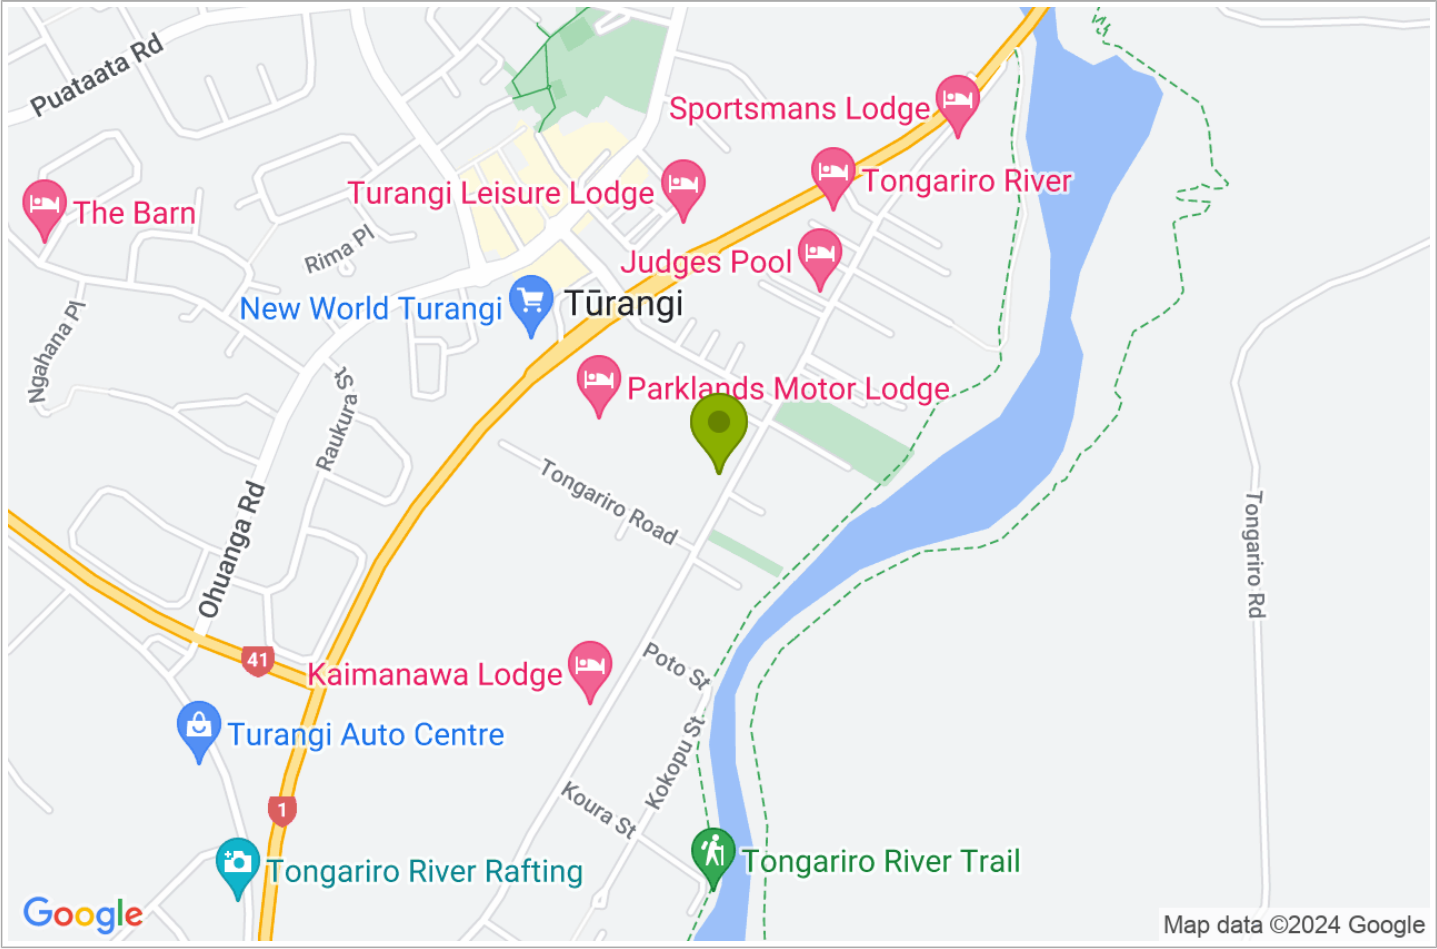 Puataata Rd
Sportsmans Lodge
Tongariro River
Turangi Leisure Lodge
The Barn
Rima Pl
Judges Pool
New World Turangi
Tūrangi
Ngahana Pl
Raukura St
Parklands Motor Lodge
Tongariro Road
Ohuanga Rd
Tongariro Rd
41
Kaimanawa Lodge
Poto St
Turangi Auto Centre
Kokopu St
1
Koura St
Tongariro River Trail
Tongariro River Rafting
Google
Map data ©2024 Google